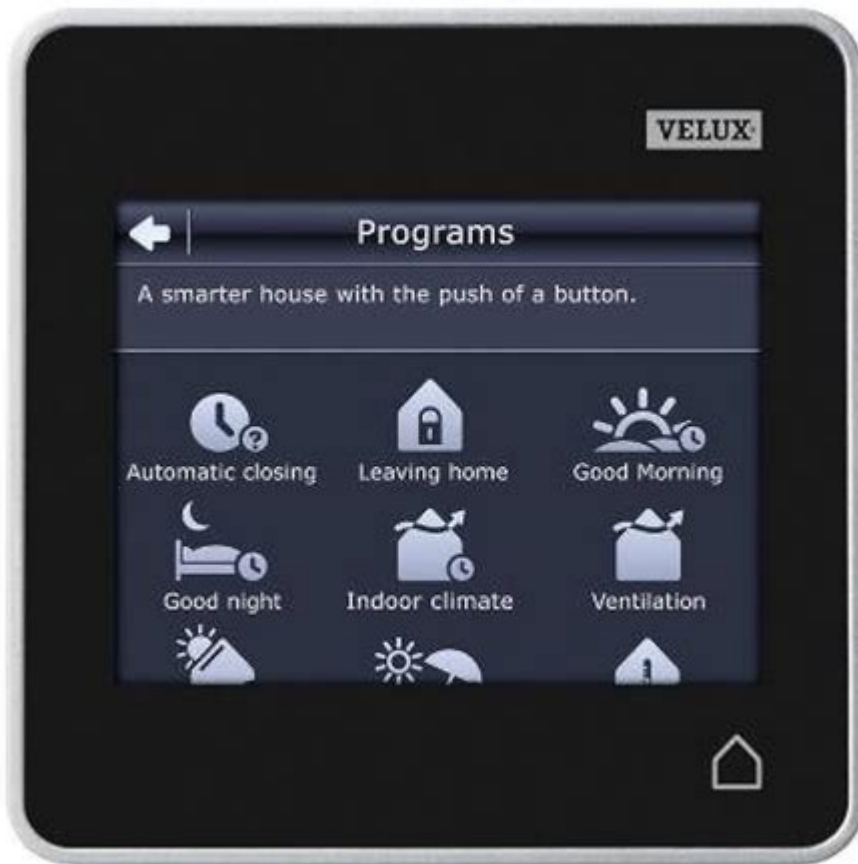 VELUX
Programs
A smarter house with the push of a button.
Automatic closing
Leaving home
Good Morning
Good night
Indoor climate
Ventilation